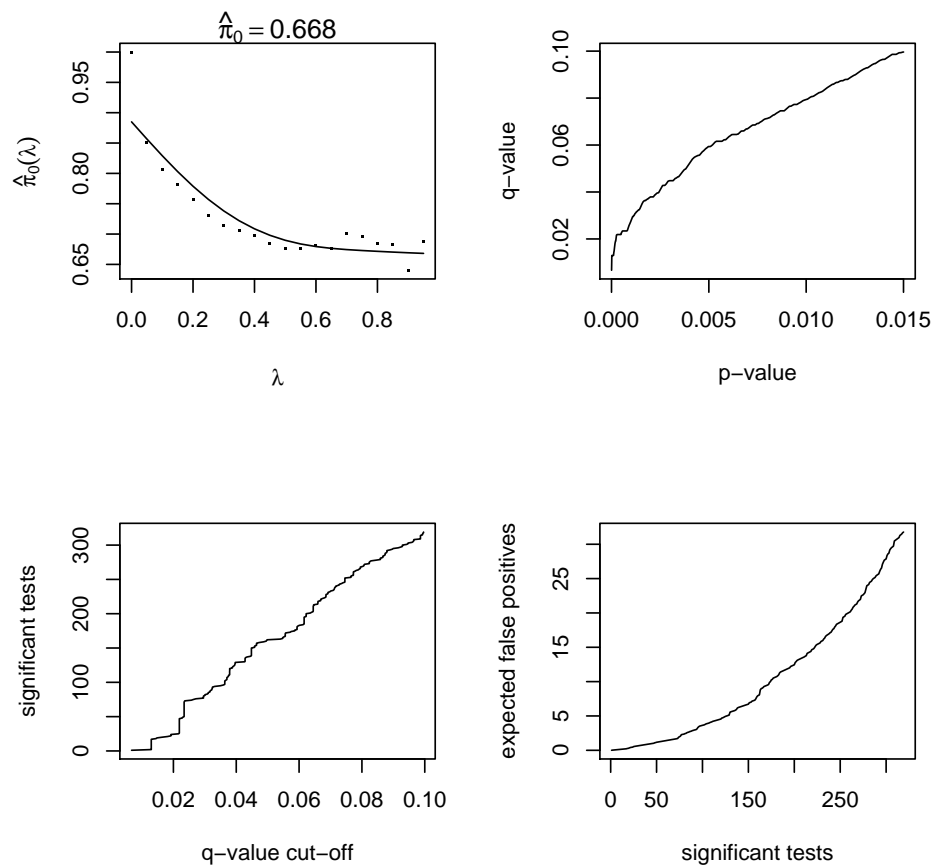 π̂₀ = 0.668
π̂₀(λ)
0.65 0.80 0.95
0.0 0.2 0.4 0.6 0.8
λ
q−value
0.02 0.06 0.10
0.000 0.005 0.010 0.015
p−value
significant tests
0 100 200 300
0.02 0.04 0.06 0.08 0.10
q−value cut−off
expected false positives
0 5 15 25
0 50 150 250
significant tests